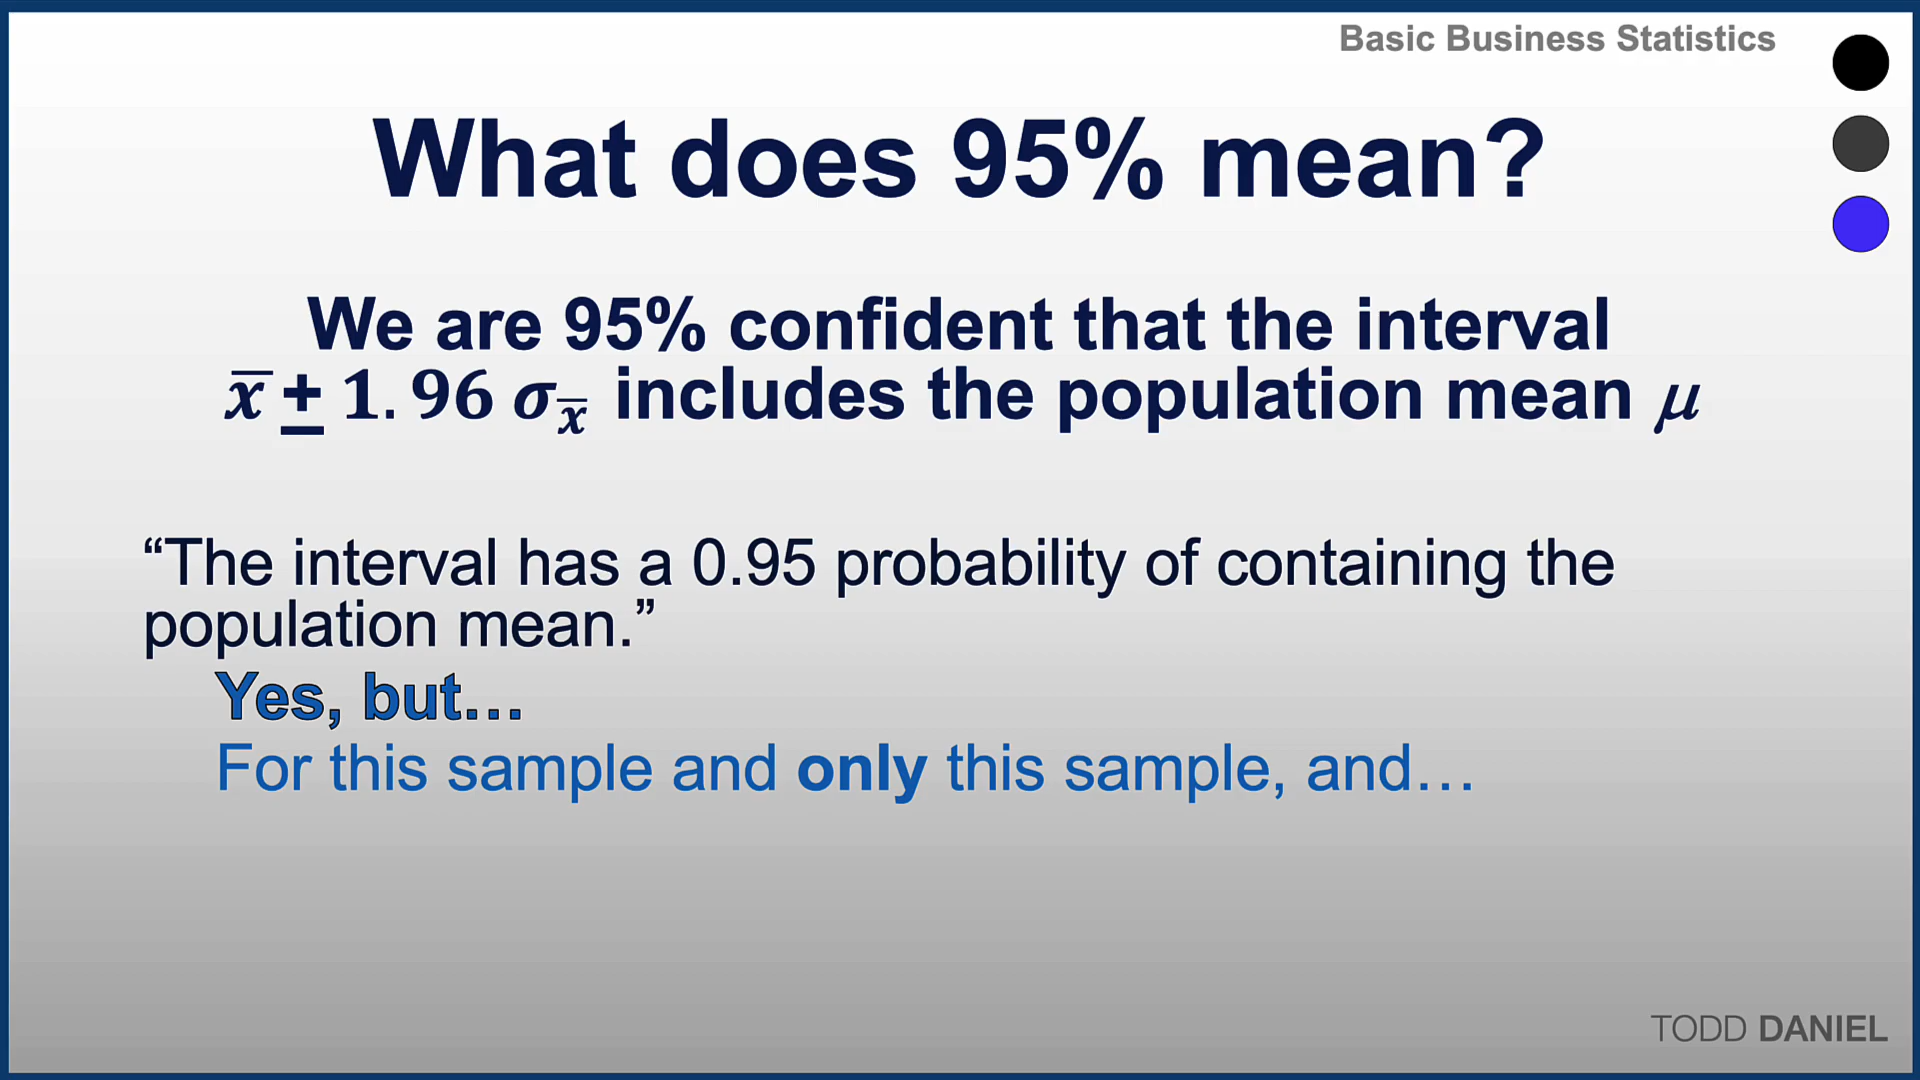 Basic Business Statistics
What does 95% mean?
We are 95% confident that the interval
x̅ ± 1.96 σx̅ includes the population mean μ
“The interval has a 0.95 probability of containing the
population mean.”
Yes, but…
For this sample and only this sample, and…
TODD DANIEL